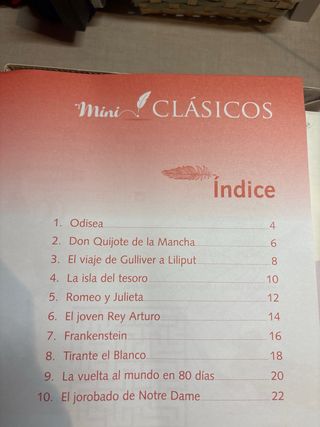 Mini CLÁSICOS
Índice
1. Odisea 4
2. Don Quijote de la Mancha 6
3. El viaje de Gulliver a Liliput 8
4. La isla del tesoro 10
5. Romeo y Julieta 12
6. El joven Rey Arturo 14
7. Frankenstein 16
8. Tirante el Blanco 18
9. La vuelta al mundo en 80 días 20
10. El jorobado de Notre Dame 22